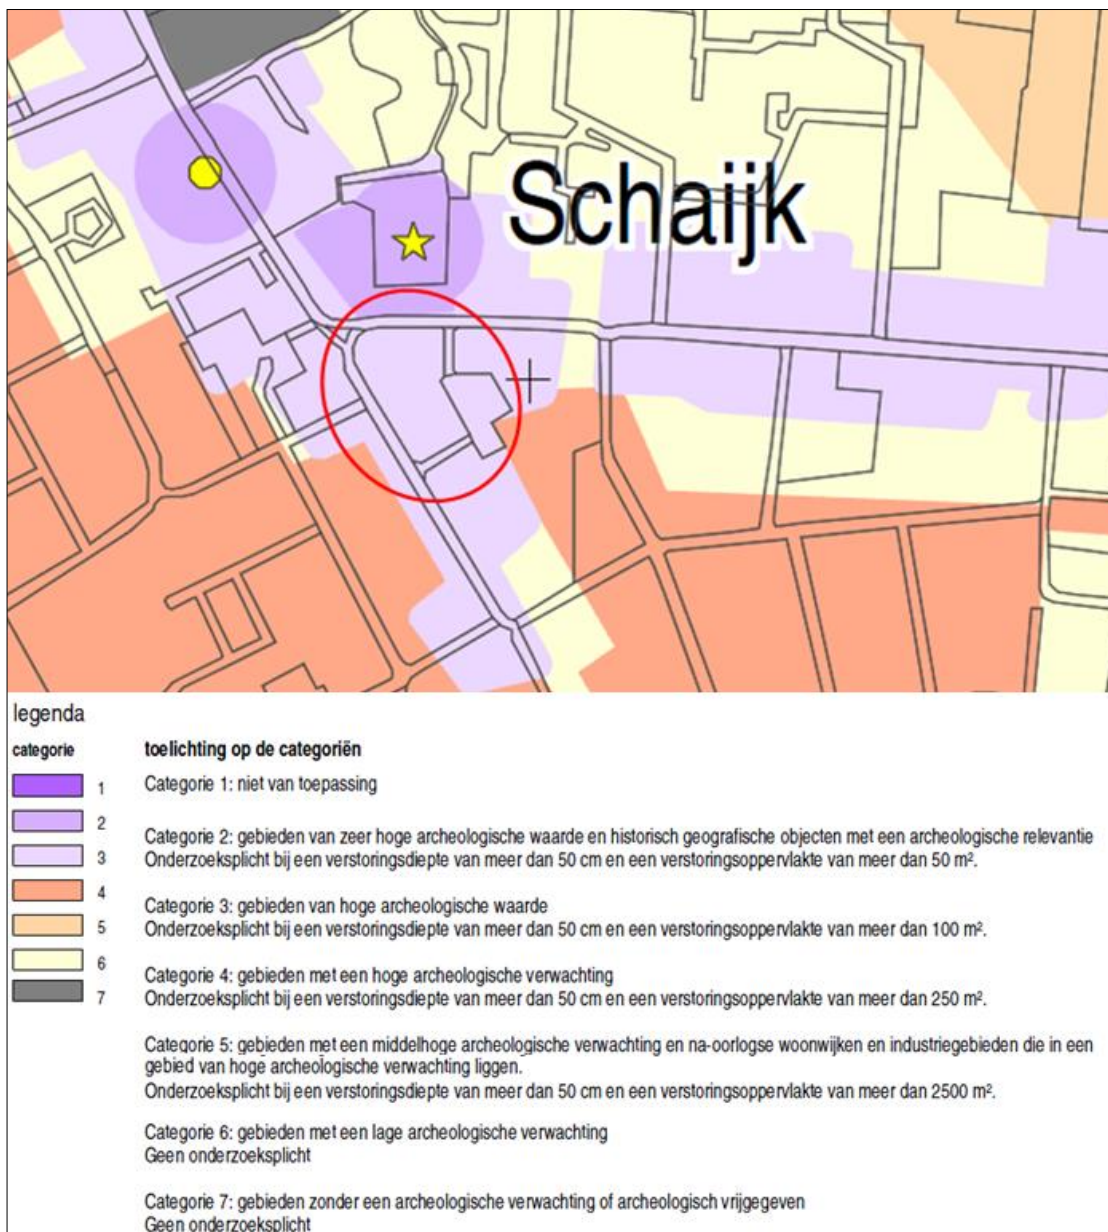 Schaijk
legenda
categorie
toelichting op de categoriën
1
Categorie 1: niet van toepassing
2
Categorie 2: gebieden van zeer hoge archeologische waarde en historisch geografische objecten met een archeologische relevantie
3
Onderzoeksplicht bij een verstoringsdiepte van meer dan 50 cm en een verstoringsoppervlakte van meer dan 50 m².
4
Categorie 3: gebieden van hoge archeologische waarde
5
Onderzoeksplicht bij een verstoringsdiepte van meer dan 50 cm en een verstoringsoppervlakte van meer dan 100 m².
6
Categorie 4: gebieden met een hoge archeologische verwachting
7
Onderzoeksplicht bij een verstoringsdiepte van meer dan 50 cm en een verstoringsoppervlakte van meer dan 250 m².
Categorie 5: gebieden met een middelhoge archeologische verwachting en na-oorlogse woonwijken en industriegebieden die in een
gebied van hoge archeologische verwachting liggen.
Onderzoeksplicht bij een verstoringsdiepte van meer dan 50 cm en een verstoringsoppervlakte van meer dan 2500 m².
Categorie 6: gebieden met een lage archeologische verwachting
Geen onderzoeksplicht
Categorie 7: gebieden zonder een archeologische verwachting of archeologisch vrijgegeven
Geen onderzoeksplicht